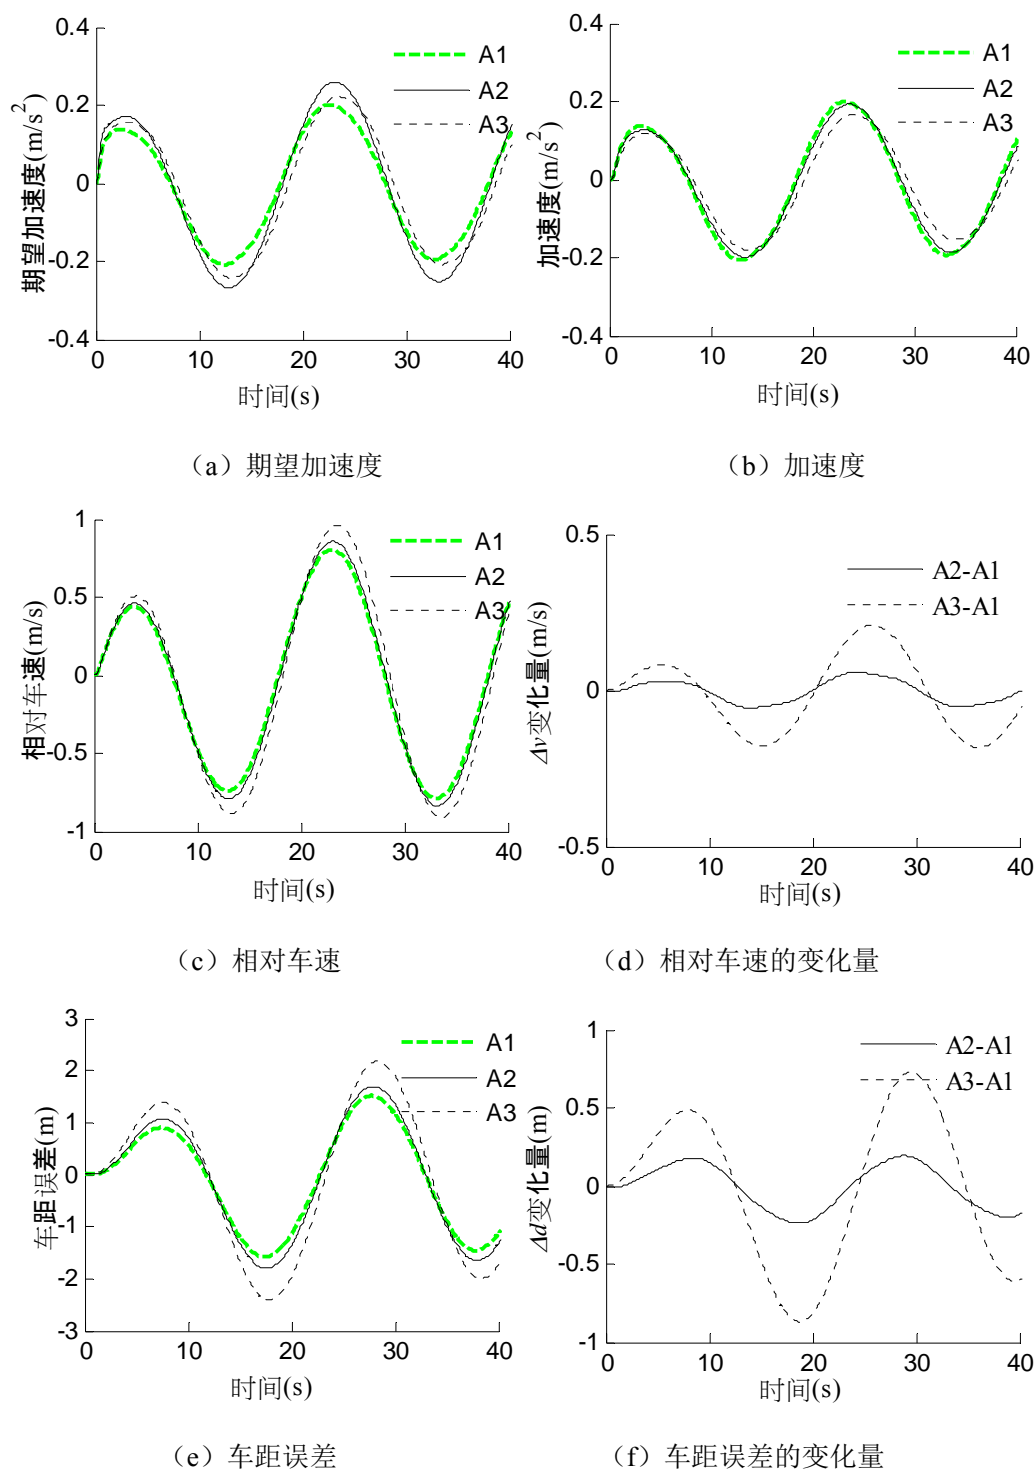 0.4
0.2
0
-0.2
-0.4
期望加速度(m/s²)
A1
A2
A3
0 10 20 30 40
时间(s)
(a)期望加速度
0.4
0.2
0
-0.2
-0.4
加速度(m/s²)
A1
A2
A3
0 10 20 30 40
时间(s)
(b)加速度
1
0.5
0
-0.5
-1
相对车速(m/s)
A1
A2
A3
0 10 20 30 40
时间(s)
(c)相对车速
0.5
0
-0.5
Δv变化量(m/s)
A2-A1
A3-A1
0 10 20 30 40
时间(s)
(d)相对车速的变化量
3
2
1
0
-1
-2
-3
车距误差(m)
A1
A2
A3
0 10 20 30 40
时间(s)
(e)车距误差
1
0.5
0
-0.5
-1
Δd变化量(m)
A2-A1
A3-A1
0 10 20 30 40
时间(s)
(f)车距误差的变化量